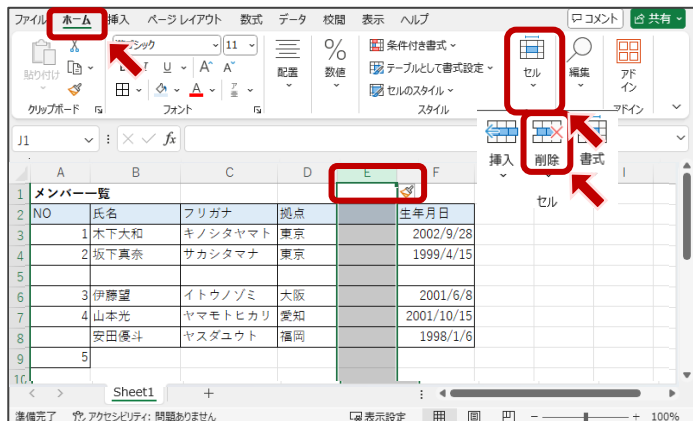 ファイル ホーム 挿入 ページ レイアウト 数式 データ 校閲 表示 ヘルプ コメント 共有
11
貼り付け
B I U A A
配置 数値
条件付き書式
テーブルとして書式設定
セルのスタイル
セル 編集 アドイン
クリップボード フォント スタイル アドイン
J1 fx
挿入 削除 書式
セル
A B C D E F I
1 メンバー一覧
2 NO 氏名 フリガナ 拠点 生年月日
3 1 木下大和 キノシタヤマト 東京 2002/9/28
4 2 坂下真奈 サカシタマナ 東京 1999/4/15
5
6 3 伊藤望 イトウノゾミ 大阪 2001/6/8
7 4 山本光 ヤマモトヒカリ 愛知 2001/10/15
8 安田優斗 ヤスダユウト 福岡 1998/1/6
9 5
10
Sheet1 +
準備完了 アクセシビリティ: 問題ありません 表示設定 - + 100%